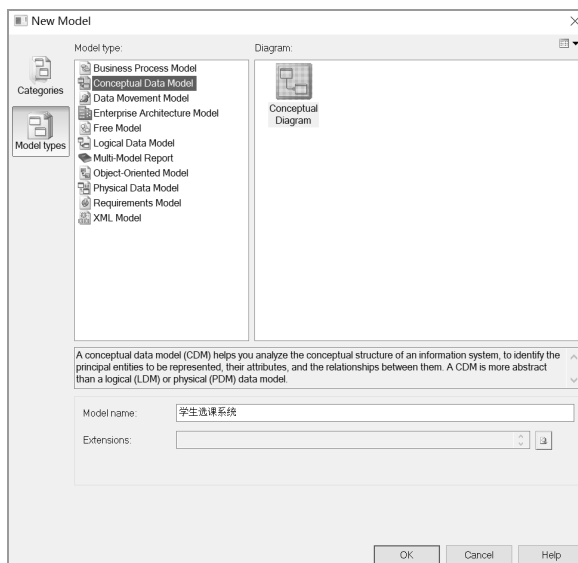 New Model
Model type:
Diagram:
Categories
Model types
Business Process Model
Conceptual Data Model
Data Movement Model
Enterprise Architecture Model
Free Model
Logical Data Model
Multi-Model Report
Object-Oriented Model
Physical Data Model
Requirements Model
XML Model
Conceptual
Diagram
A conceptual data model (CDM) helps you analyze the conceptual structure of an information system, to identify the
principal entities to be represented, their attributes, and the relationships between them. A CDM is more abstract
than a logical (LDM) or physical (PDM) data model.
Model name:
学生选课系统
Extensions:
OK
Cancel
Help